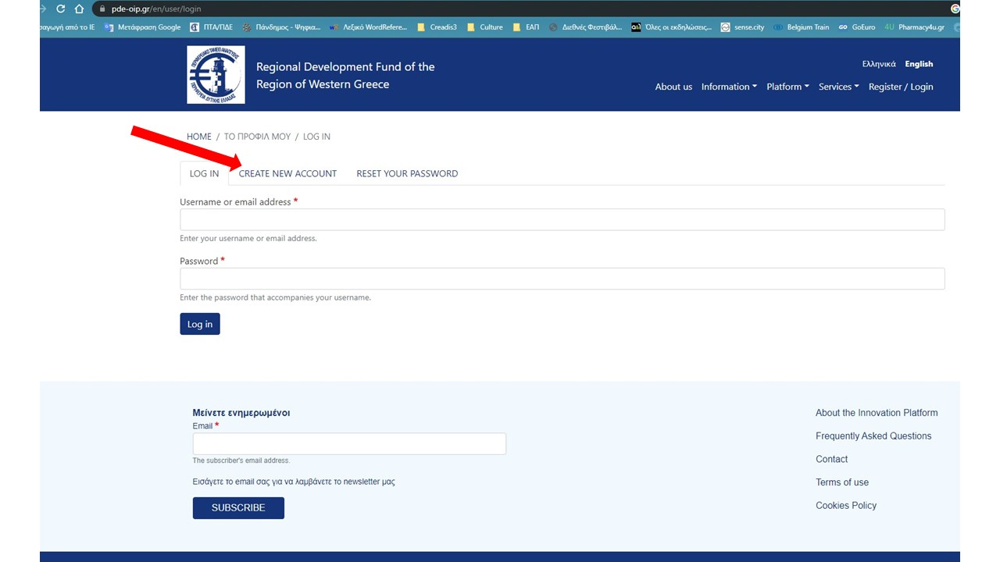 pde-oip.gr/en/user/login
σαγωγή από το IE Μετάφραση Google ΠΤΑ/ΠΔΕ Πάνδημος - Ψηφια... Λεξικό WordRefere... Creadis3 Culture ΕΑΠ Διεθνές Φεστιβάλ... Όλες οι εκδηλώσεις... sense.city Belgium Train GoEuro Pharmacy4u.gr
Regional Development Fund of the
Region of Western Greece
Ελληνικά English
About us Information Platform Services Register / Login
HOME / ΤΟ ΠΡΟΦΙΛ ΜΟΥ / LOG IN
LOG IN CREATE NEW ACCOUNT RESET YOUR PASSWORD
Username or email address *
Enter your username or email address.
Password *
Enter the password that accompanies your username.
Log in
Μείνετε ενημερωμένοι
Email *
The subscriber's email address.
Εισάγετε το email σας για να λαμβάνετε το newsletter μας
SUBSCRIBE
About the Innovation Platform
Frequently Asked Questions
Contact
Terms of use
Cookies Policy